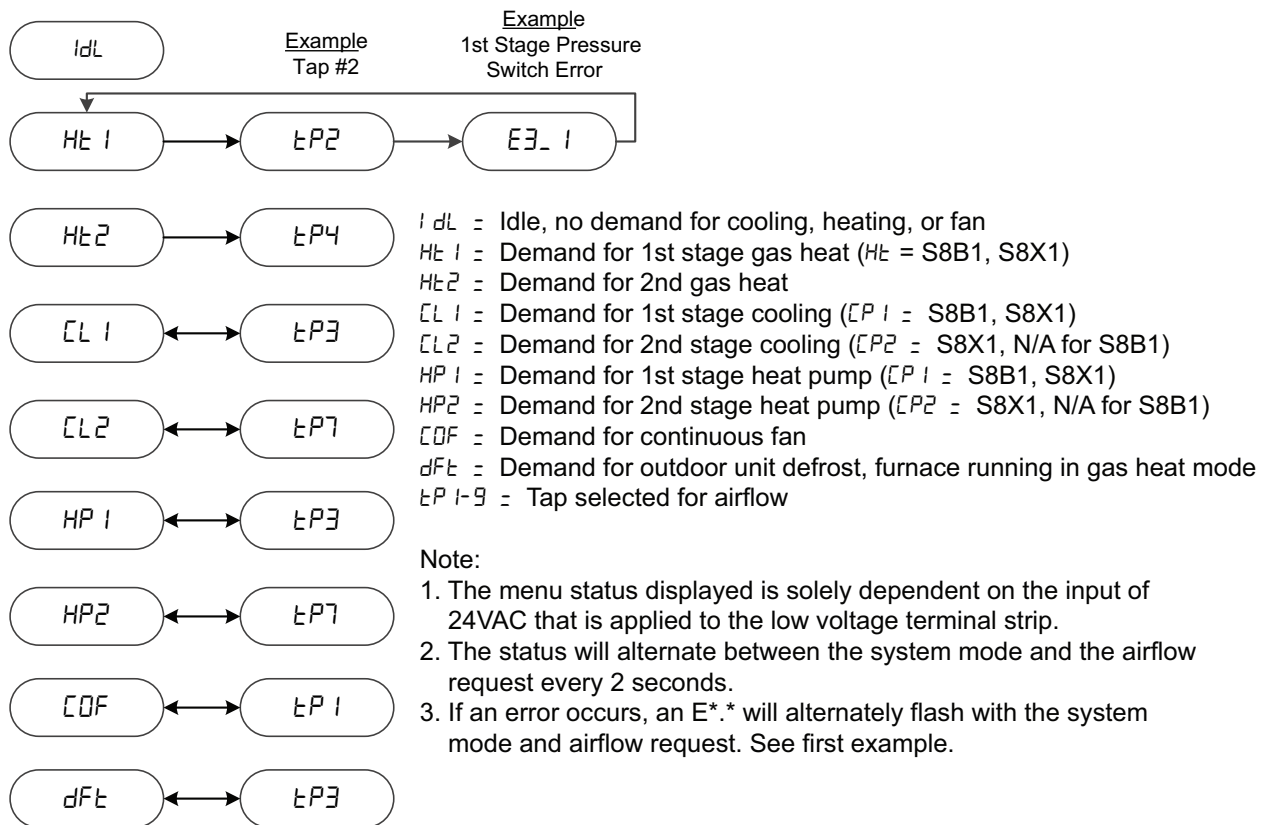 IdL
Example
Tap #2
Example
1st Stage Pressure
Switch Error
Ht 1
tP2
E3_ 1
Ht2
tP4
CL 1
tP3
CL2
tP7
HP 1
tP3
HP2
tP7
COF
tP 1
dFt
tP3
IdL = Idle, no demand for cooling, heating, or fan
Ht 1 = Demand for 1st stage gas heat (Ht = S8B1, S8X1)
Ht2 = Demand for 2nd gas heat
CL 1 = Demand for 1st stage cooling (CP 1 = S8B1, S8X1)
CL2 = Demand for 2nd stage cooling (CP2 = S8X1, N/A for S8B1)
HP 1 = Demand for 1st stage heat pump (CP 1 = S8B1, S8X1)
HP2 = Demand for 2nd stage heat pump (CP2 = S8X1, N/A for S8B1)
COF = Demand for continuous fan
dFt = Demand for outdoor unit defrost, furnace running in gas heat mode
tP 1-9 = Tap selected for airflow
Note:
1. The menu status displayed is solely dependent on the input of
24VAC that is applied to the low voltage terminal strip.
2. The status will alternate between the system mode and the airflow
request every 2 seconds.
3. If an error occurs, an E*.* will alternately flash with the system
mode and airflow request. See first example.